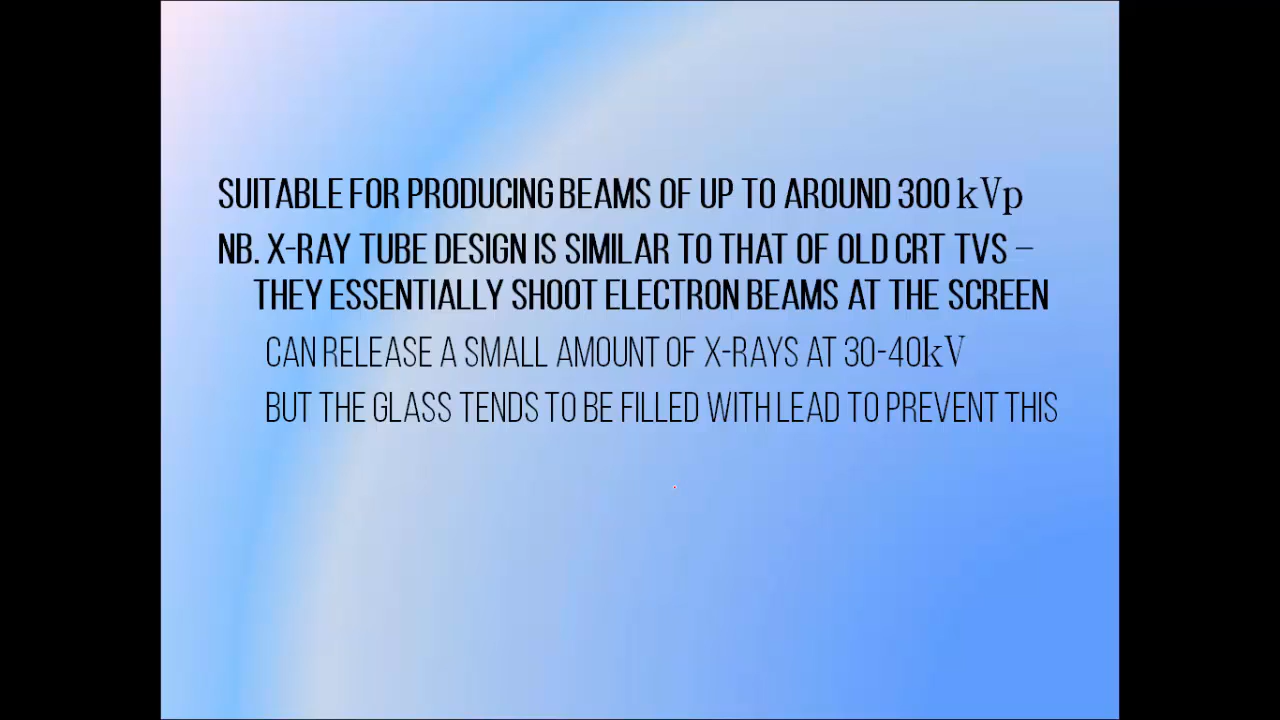 SUITABLE FOR PRODUCING BEAMS OF UP TO AROUND 300 kVp
NB. X-RAY TUBE DESIGN IS SIMILAR TO THAT OF OLD CRT TVS –
THEY ESSENTIALLY SHOOT ELECTRON BEAMS AT THE SCREEN
CAN RELEASE A SMALL AMOUNT OF X-RAYS AT 30-40kV
BUT THE GLASS TENDS TO BE FILLED WITH LEAD TO PREVENT THIS